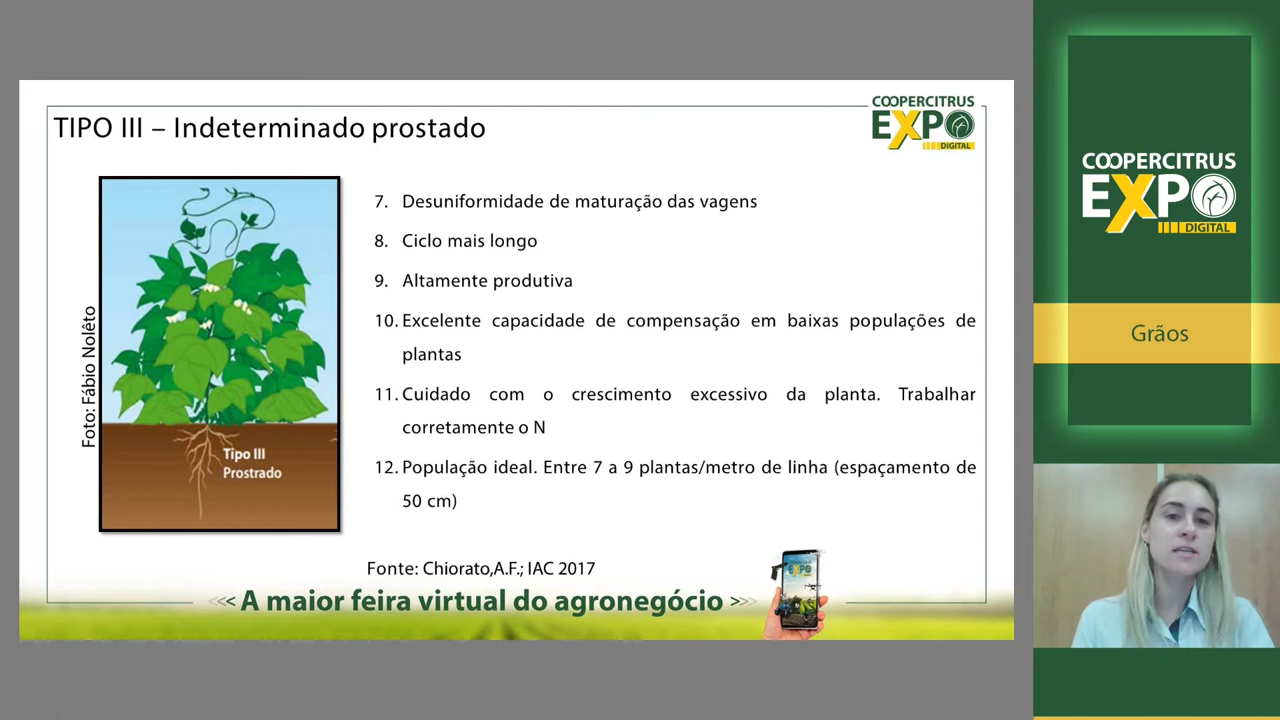 TIPO III – Indeterminado prostado
COOPERCITRUS
EXPO
DIGITAL
Foto: Fábio Nolêto
Tipo III
Prostrado
7. Desuniformidade de maturação das vagens
8. Ciclo mais longo
9. Altamente produtiva
10. Excelente capacidade de compensação em baixas populações de
plantas
11. Cuidado com o crescimento excessivo da planta. Trabalhar
corretamente o N
12. População ideal. Entre 7 a 9 plantas/metro de linha (espaçamento de
50 cm)
Fonte: Chiorato,A.F.; IAC 2017
<< A maior feira virtual do agronegócio >>
EXPO
COOPERCITRUS
EXPO
DIGITAL
Grãos